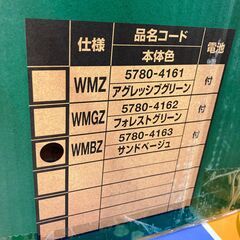 仕様 品名コード 電池
本体色
WMZ 5780-4161 付
アグレッシブグリーン
WMGZ 5780-4162 付
フォレストグリーン
WMBZ 5780-4163 付
サンドベージュ